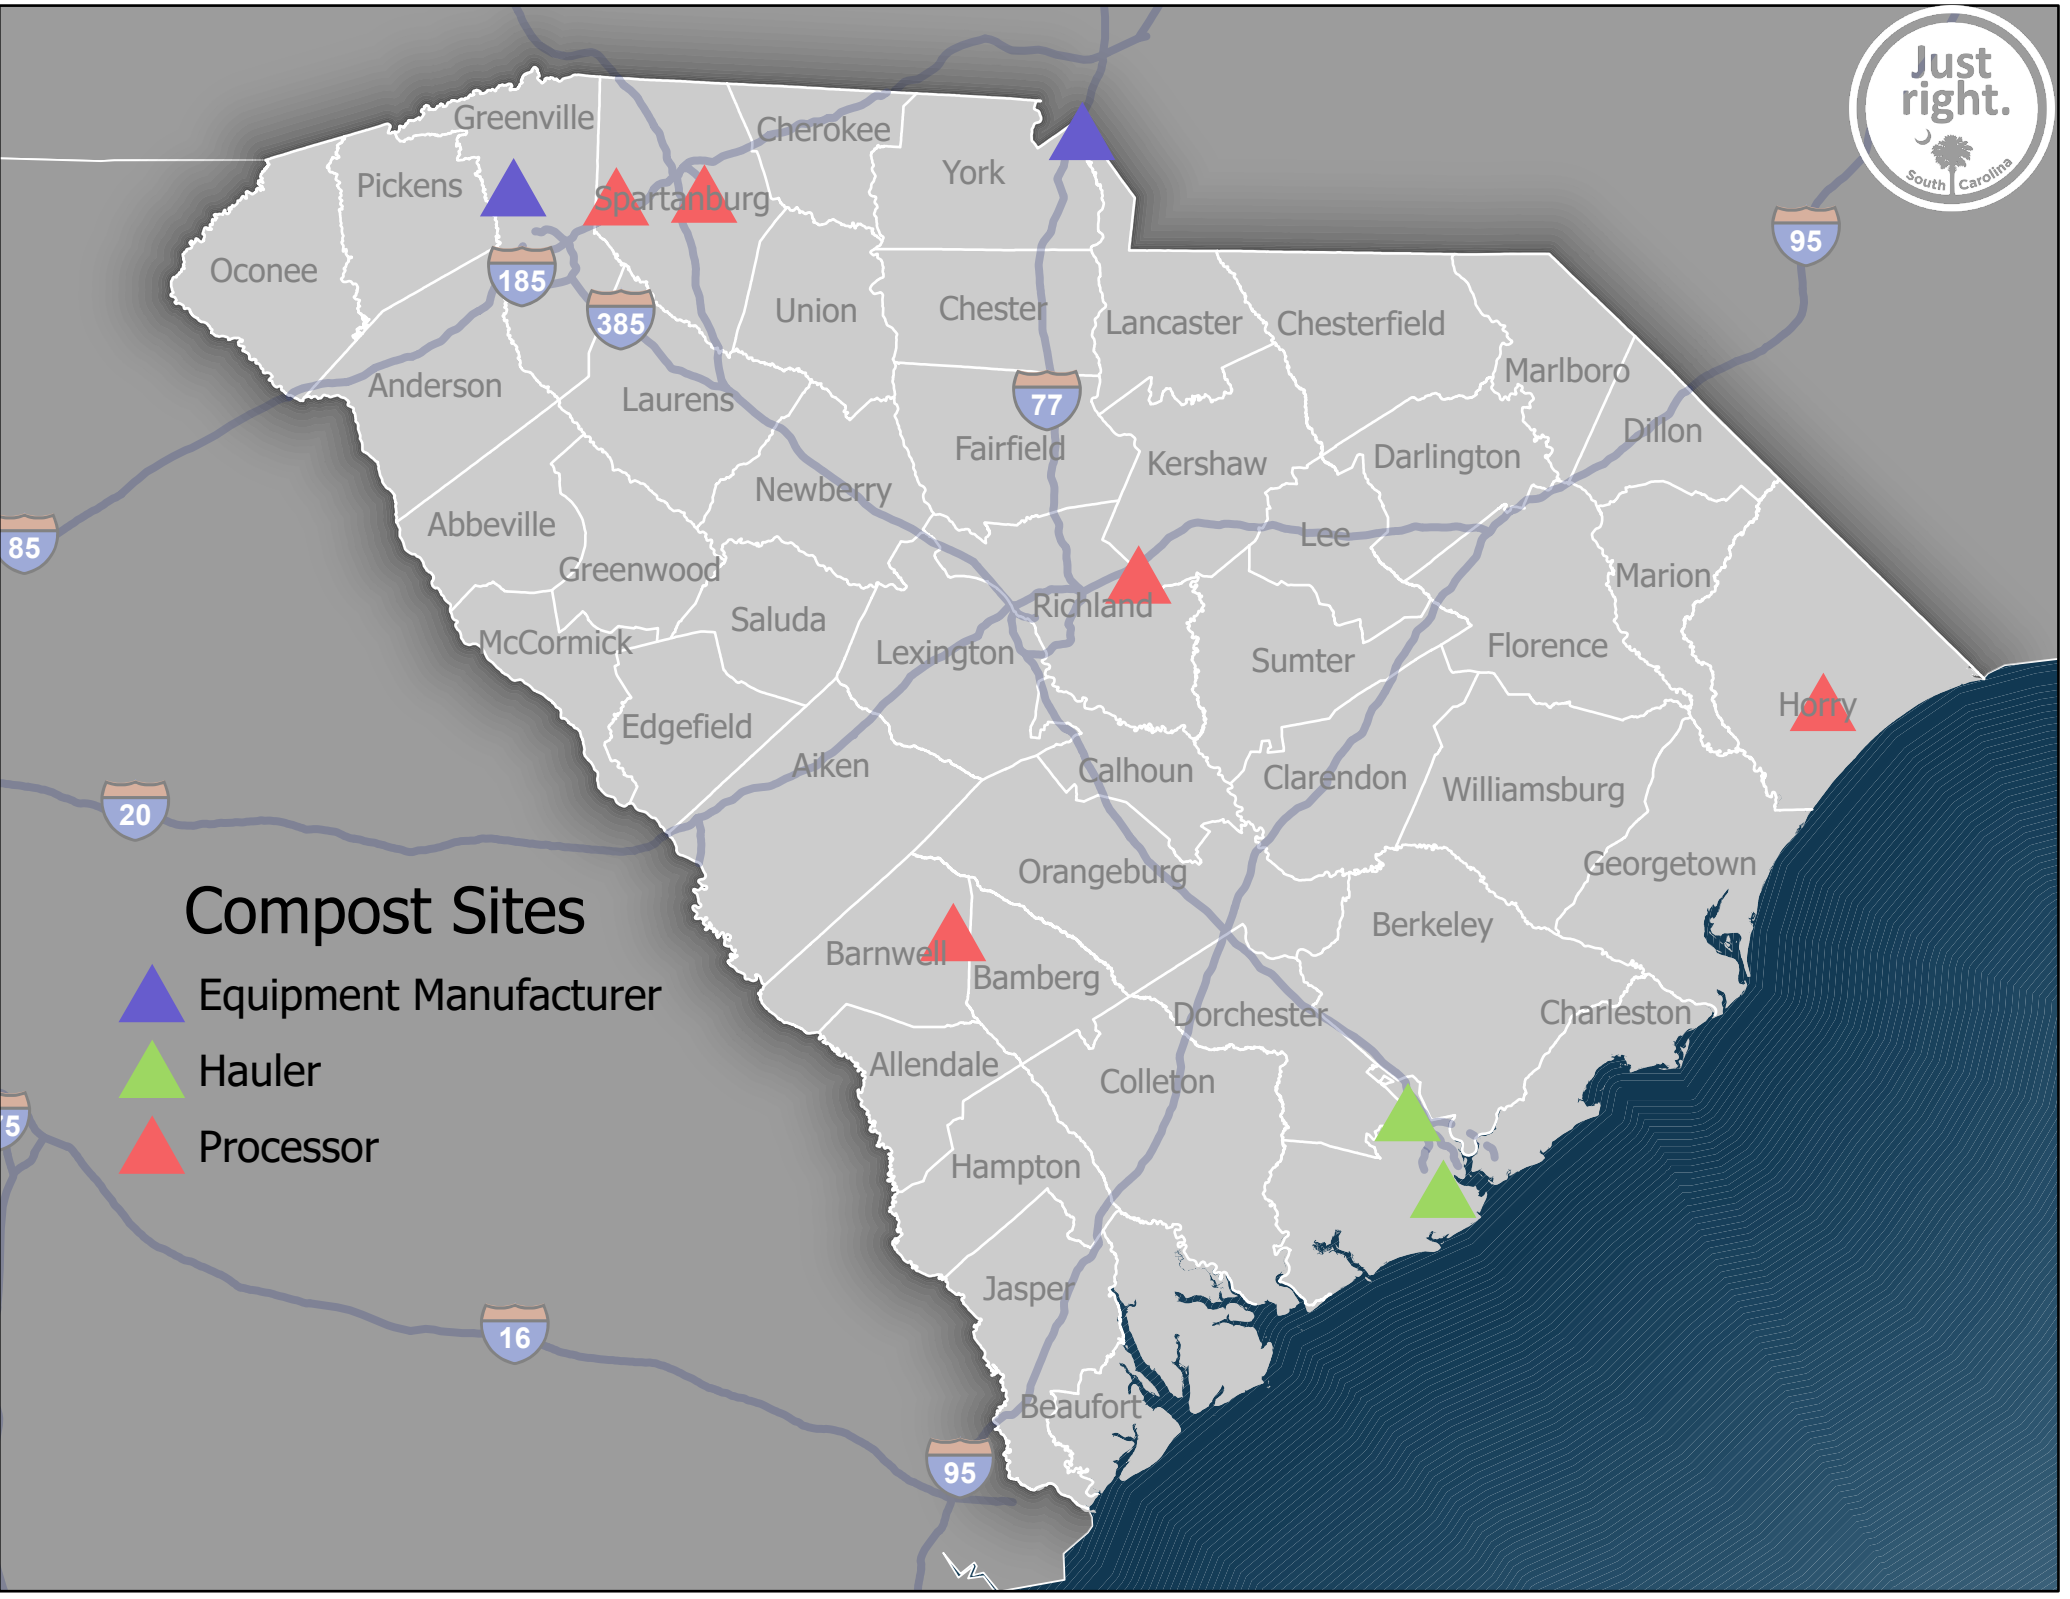 Just
right.
South Carolina
Greenville
Cherokee
York
Pickens
Spartanburg
Oconee
95
185
385
Union
Chester
Lancaster
Chesterfield
Marlboro
Anderson
Laurens
77
Dillon
Fairfield
Kershaw
Darlington
Newberry
Abbeville
85
Lee
Greenwood
Marion
Richland
Saluda
McCormick
Lexington
Sumter
Florence
Horry
Edgefield
Aiken
Calhoun
Clarendon
Williamsburg
20
Orangeburg
Georgetown
Compost Sites
Berkeley
Barnwell
Bamberg
Equipment Manufacturer
Dorchester
Charleston
Hauler
Allendale
Colleton
5
Processor
Hampton
Jasper
16
Beaufort
95